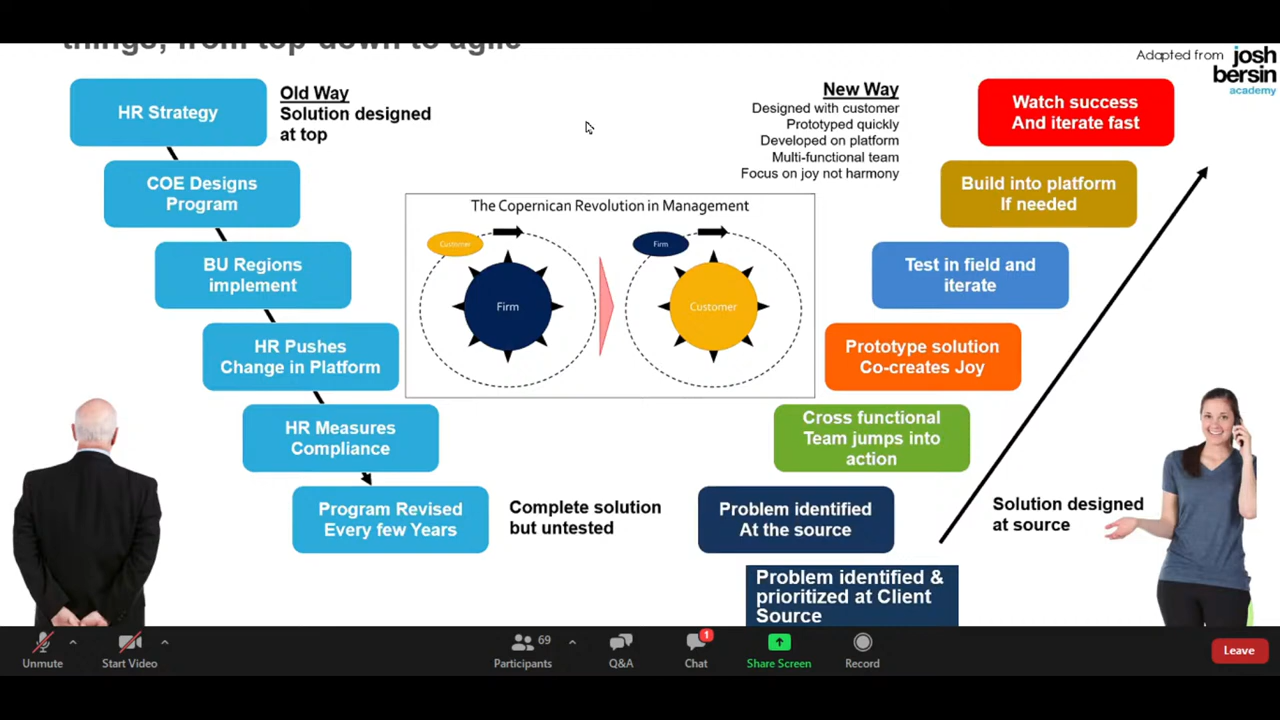 things, from top-down to agile
Adapted from
josh
bersin
academy
HR Strategy
Old Way
Solution designed
at top
COE Designs
Program
BU Regions
implement
HR Pushes
Change in Platform
HR Measures
Compliance
Program Revised
Every few Years
Complete solution
but untested
The Copernican Revolution in Management
Customer
Firm
Firm
Customer
New Way
Designed with customer
Prototyped quickly
Developed on platform
Multi-functional team
Focus on joy not harmony
Watch success
And iterate fast
Build into platform
If needed
Test in field and
iterate
Prototype solution
Co-creates Joy
Cross functional
Team jumps into
action
Problem identified
At the source
Solution designed
at source
Problem identified &
prioritized at Client
Source
Unmute
Start Video
69
Participants
Q&A
1
Chat
Share Screen
Record
Leave